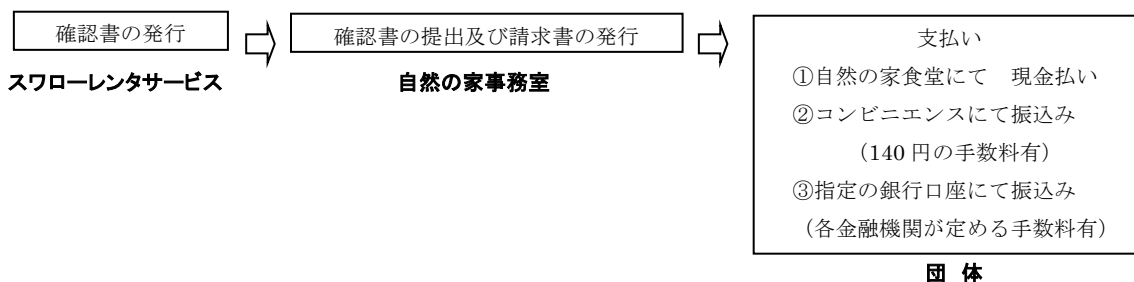 確認書の発行
スワローレンタサービス
確認書の提出及び請求書の発行
自然の家事務室
支払い
①自然の家食堂にて　現金払い
②コンビニエンスにて振込み
（140 円の手数料有）
③指定の銀行口座にて振込み
（各金融機関が定める手数料有）
団　体